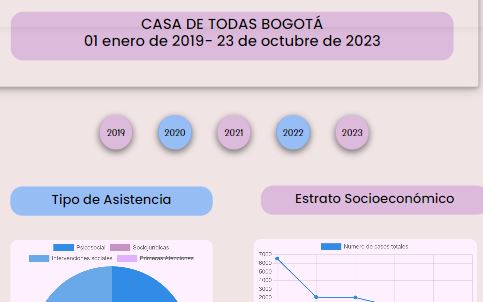 CASA DE TODAS BOGOTÁ
01 enero de 2019- 23 de octubre de 2023
2019 2020 2021 2022 2023
Tipo de Asistencia
Estrato Socioeconómico
Psicosocial Sociojurídicas
Intervenciones sociales Primeras Atenciones
Número de casos totales
7000
6000
5000
4000
3000
2000